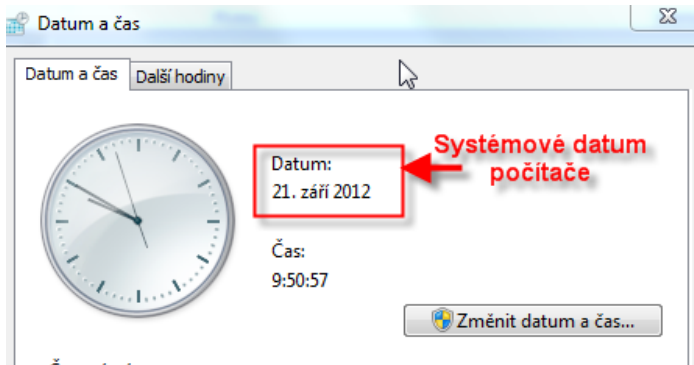 Datum a čas
Datum a čas
Další hodiny
Systémové datum
počítače
Datum:
21. září 2012
Čas:
9:50:57
Změnit datum a čas...